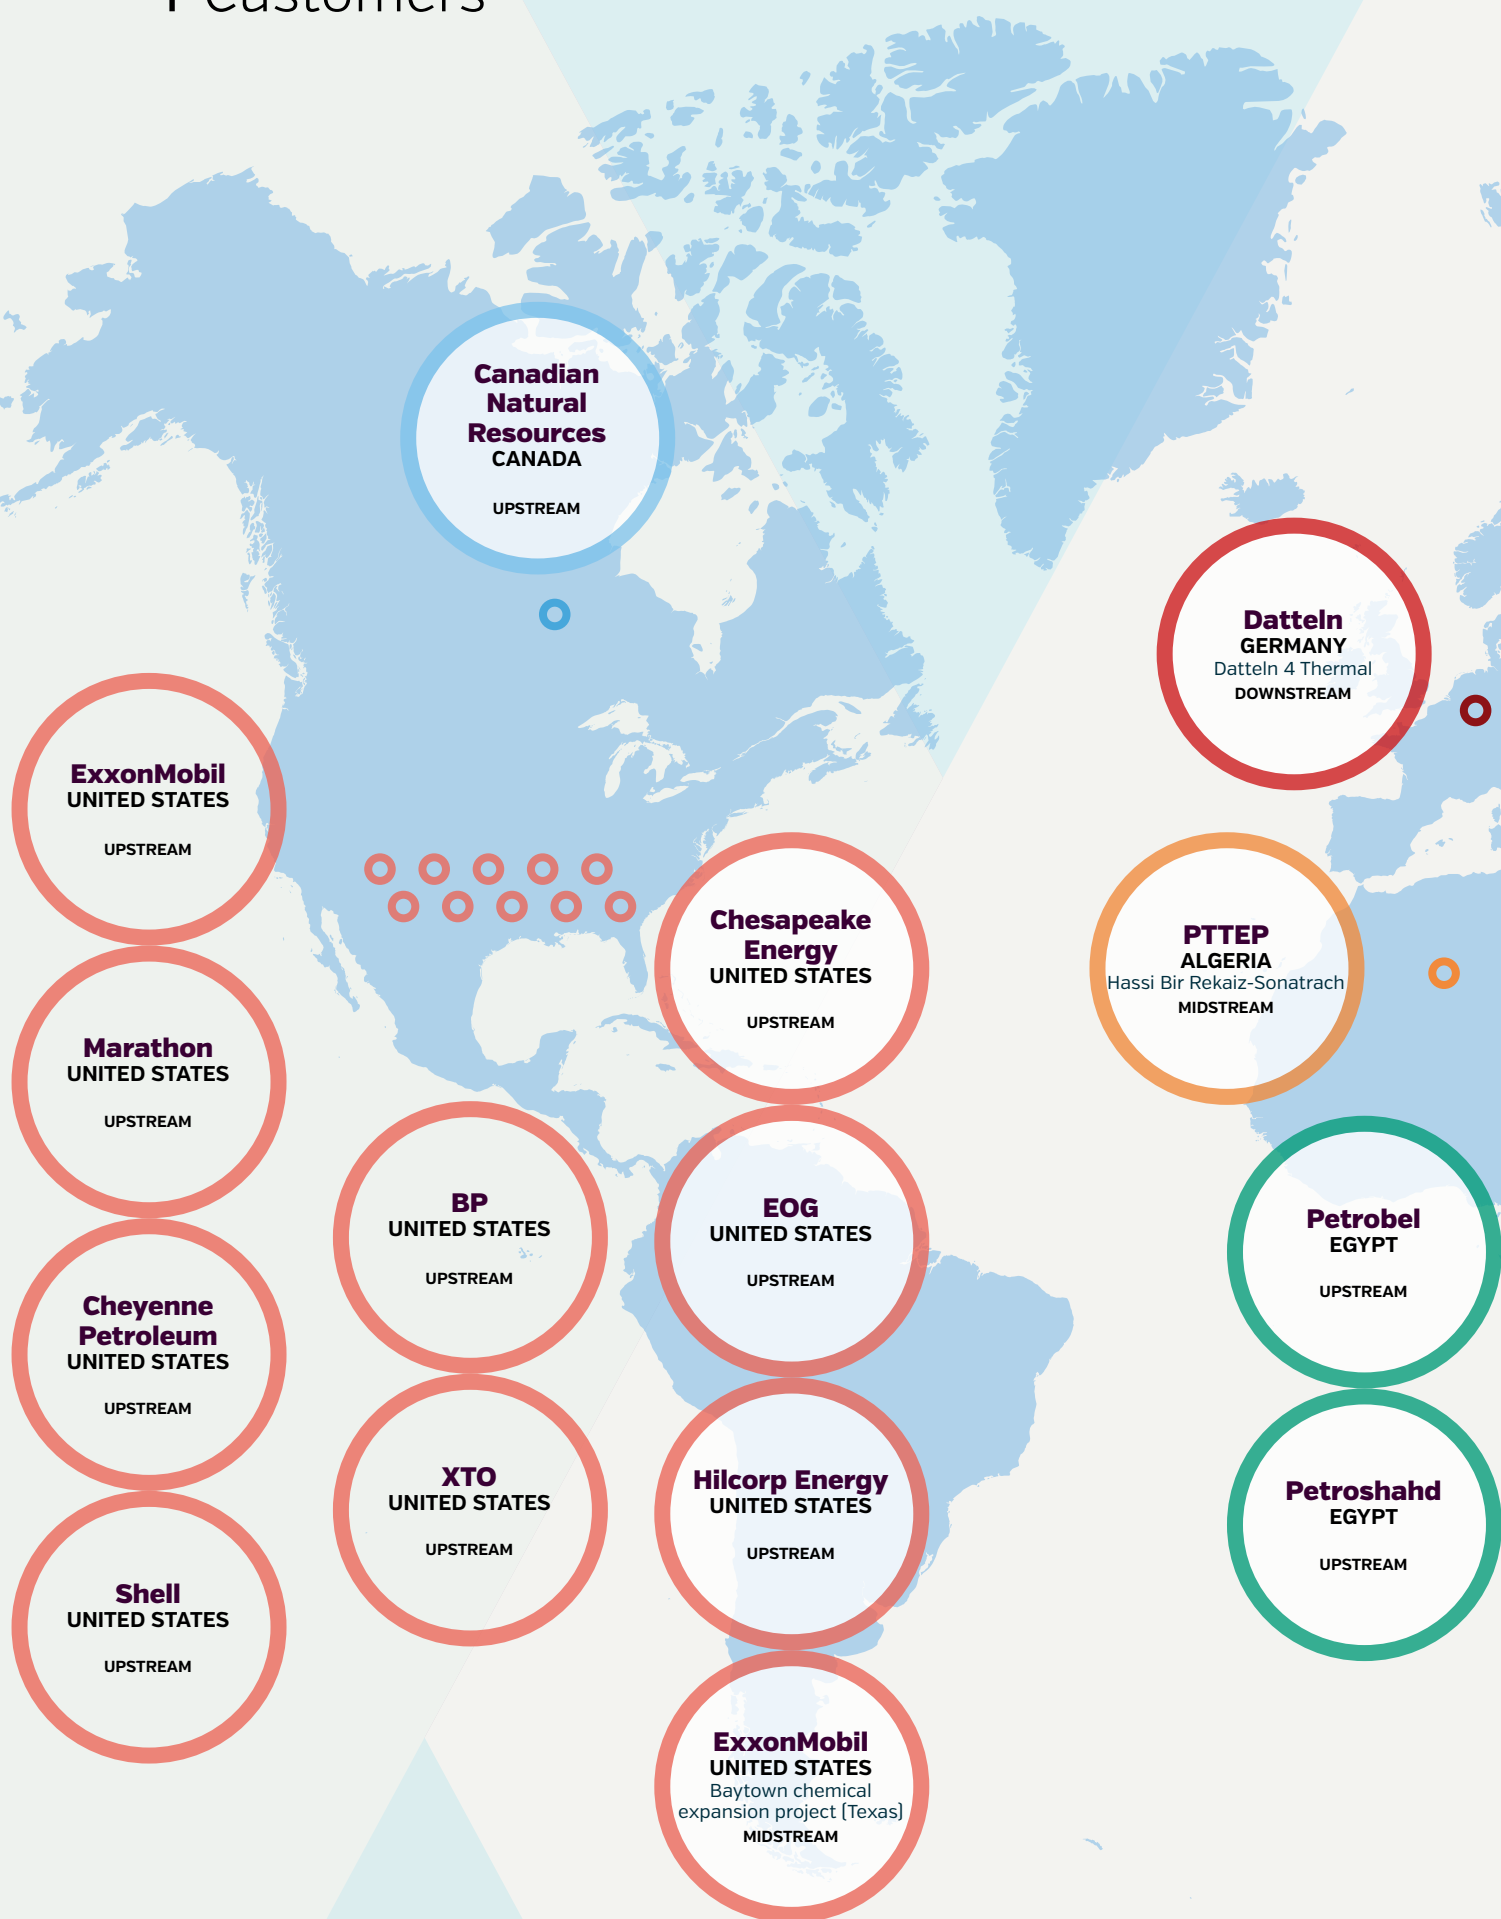 Customers
Canadian
Natural
Resources
CANADA
UPSTREAM
Datteln
GERMANY
Datteln 4 Thermal
DOWNSTREAM
ExxonMobil
UNITED STATES
UPSTREAM
Chesapeake
Energy
UNITED STATES
UPSTREAM
PTTEP
ALGERIA
Hassi Bir Rekaiz-Sonatrach
MIDSTREAM
Marathon
UNITED STATES
UPSTREAM
BP
UNITED STATES
UPSTREAM
EOG
UNITED STATES
UPSTREAM
Petrobel
EGYPT
UPSTREAM
Cheyenne
Petroleum
UNITED STATES
UPSTREAM
XTO
UNITED STATES
UPSTREAM
Hilcorp Energy
UNITED STATES
UPSTREAM
Petroshahd
EGYPT
UPSTREAM
Shell
UNITED STATES
UPSTREAM
ExxonMobil
UNITED STATES
Baytown chemical
expansion project (Texas)
MIDSTREAM